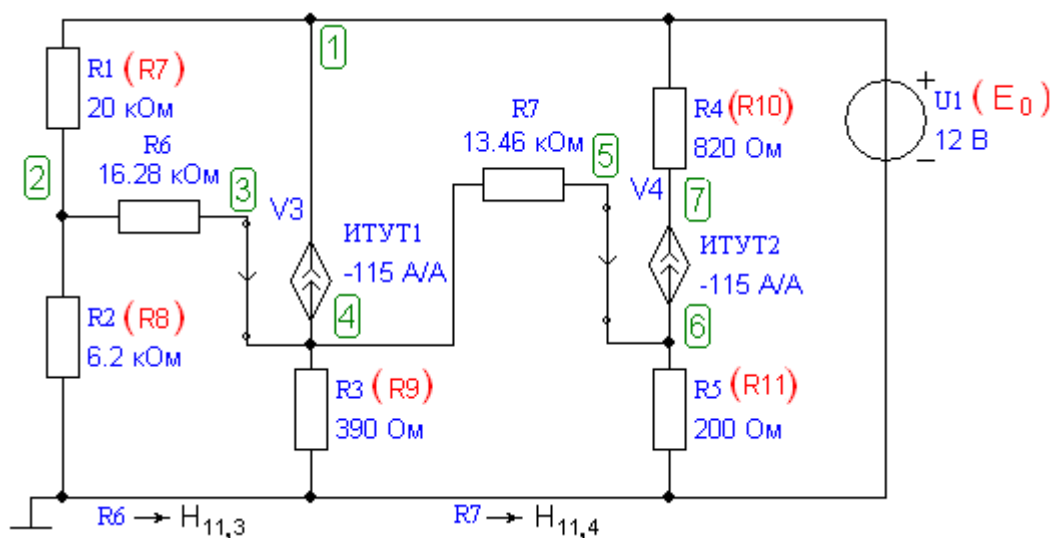 1
R1 (R7)
20 кОм
R6
16.28 кОм
2
3
V3
ИТУТ1
-115 А/А
4
R2 (R8)
6.2 кОм
R3 (R9)
390 Ом
R7
13.46 кОм
5
R4 (R10)
820 Ом
V4
7
ИТУТ2
-115 А/А
6
R5 (R11)
200 Ом
+
U1 (E0)
12 В
−
R6 → H11,3
R7 → H11,4